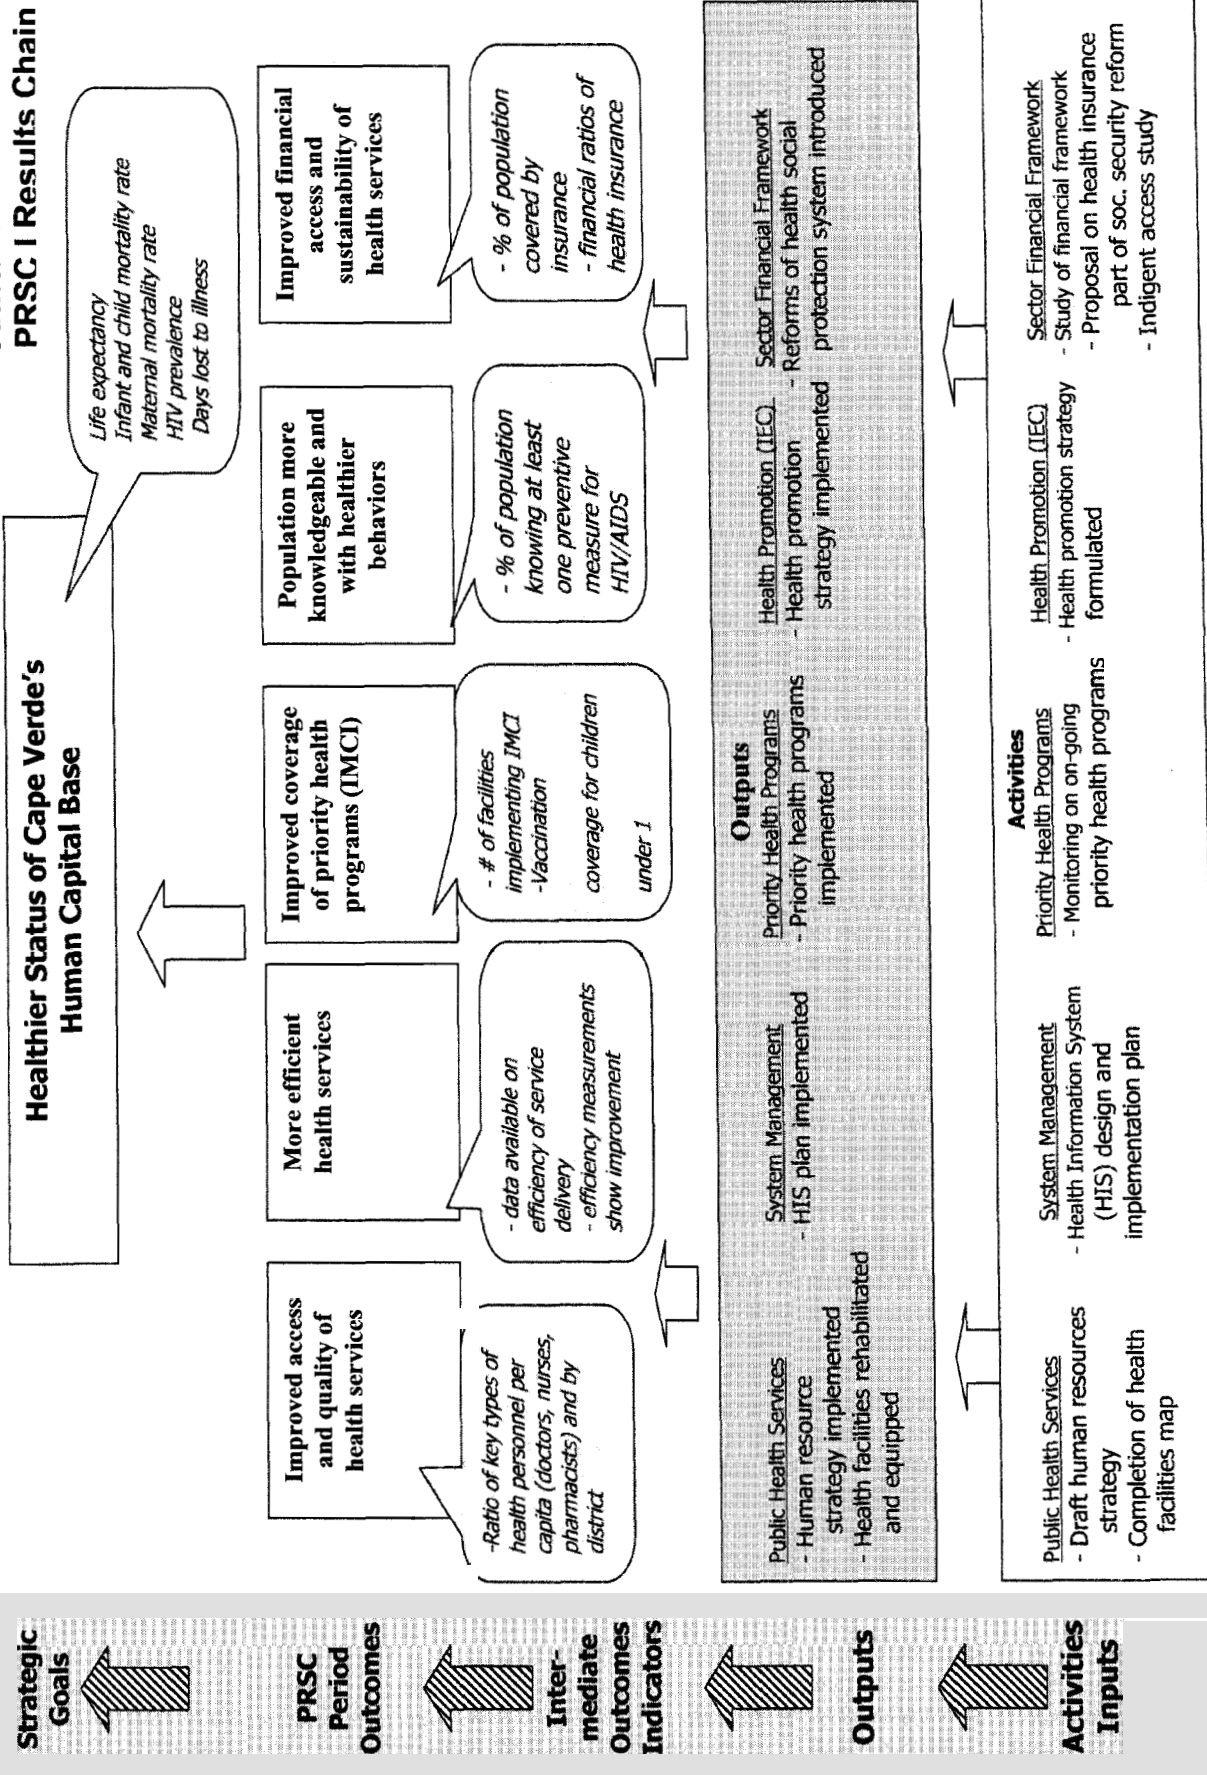 PRSC I Results Chain
Strategic
Goals
Healthier Status of Cape Verde's
Human Capital Base
Life expectancy
Infant and child mortality rate
Maternal mortality rate
HIV prevalence
Days lost to illness
PRSC
Period
Outcomes
Improved access
and quality of
health services
More efficient
health services
Improved coverage
of priority health
programs (IMCI)
Population more
knowledgeable and
with healthier
behaviors
Improved financial
access and
sustainability of
health services
Inter-
mediate
Outcomes
Indicators
-Ratio of key types of
health personnel per
capita (doctors, nurses,
pharmacists) and by
district
- data available on
efficiency of service
delivery
- efficiency measurements
show improvement
- # of facilities
implementing IMCI
-Vaccination
coverage for children
under 1
- % of population
knowing at least
one preventive
measure for
HIV/AIDS
- % of population
covered by
insurance
- financial ratios of
health insurance
Outputs
Outputs
Public Health Services
- Human resource
strategy implemented
- Health facilities rehabilitated
and equipped
System Management
- HIS plan implemented
Priority Health Programs
- Priority health programs
implemented
Health Promotion (IEC)
- Health promotion
strategy implemented
Sector Financial Framework
- Reforms of health social
protection system introduced
Activities
Inputs
Activities
Public Health Services
- Draft human resources
strategy
- Completion of health
facilities map
System Management
- Health Information System
(HIS) design and
implementation plan
Priority Health Programs
- Monitoring on on-going
priority health programs
Health Promotion (IEC)
- Health promotion strategy
formulated
Sector Financial Framework
- Study of financial framework
- Proposal on health insurance
part of soc. security reform
- Indigent access study